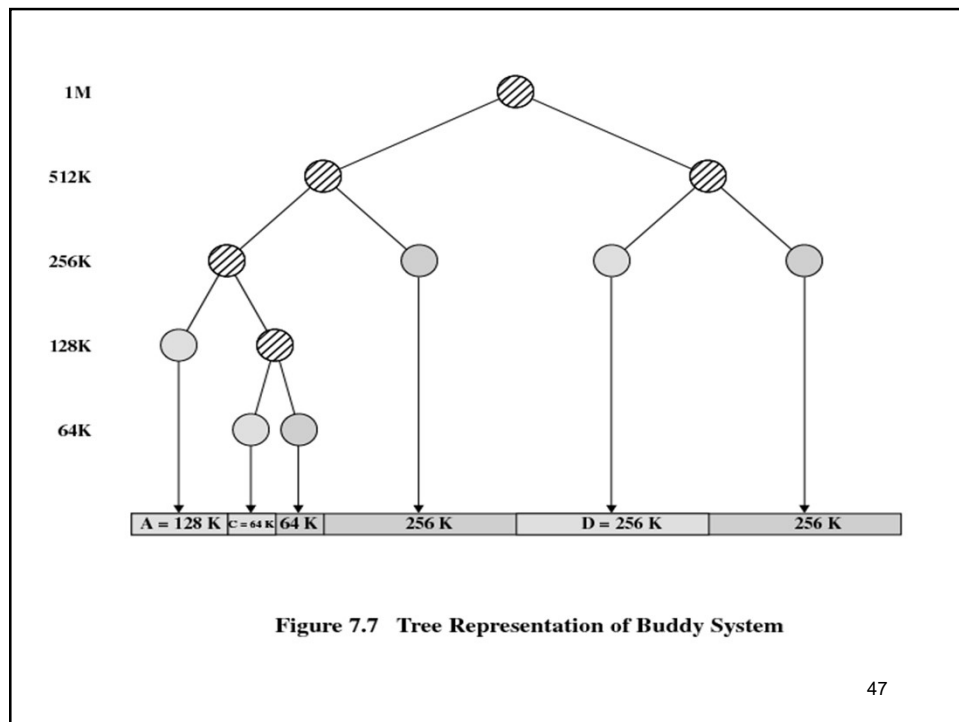 1M
512K
256K
128K
64K
A = 128 K C = 64 K 64 K 256 K D = 256 K 256 K
Figure 7.7 Tree Representation of Buddy System
47